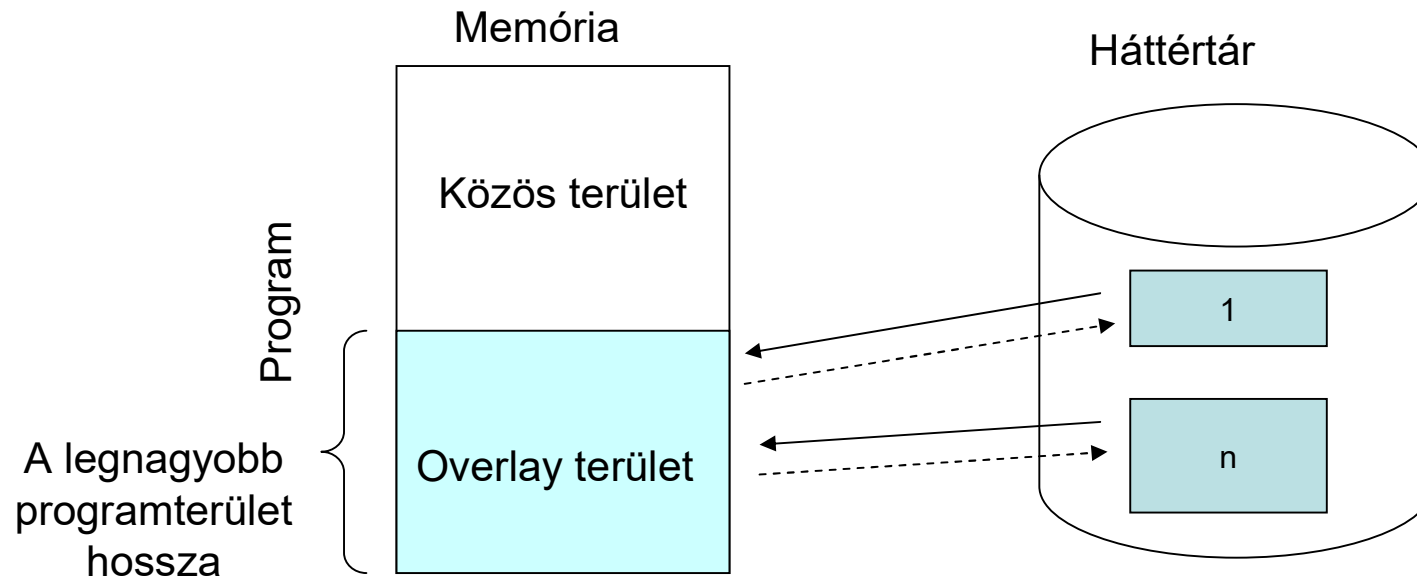 Memória
Háttértár
Közös terület
Program
1
A legnagyobb
programterület
hossza
Overlay terület
n